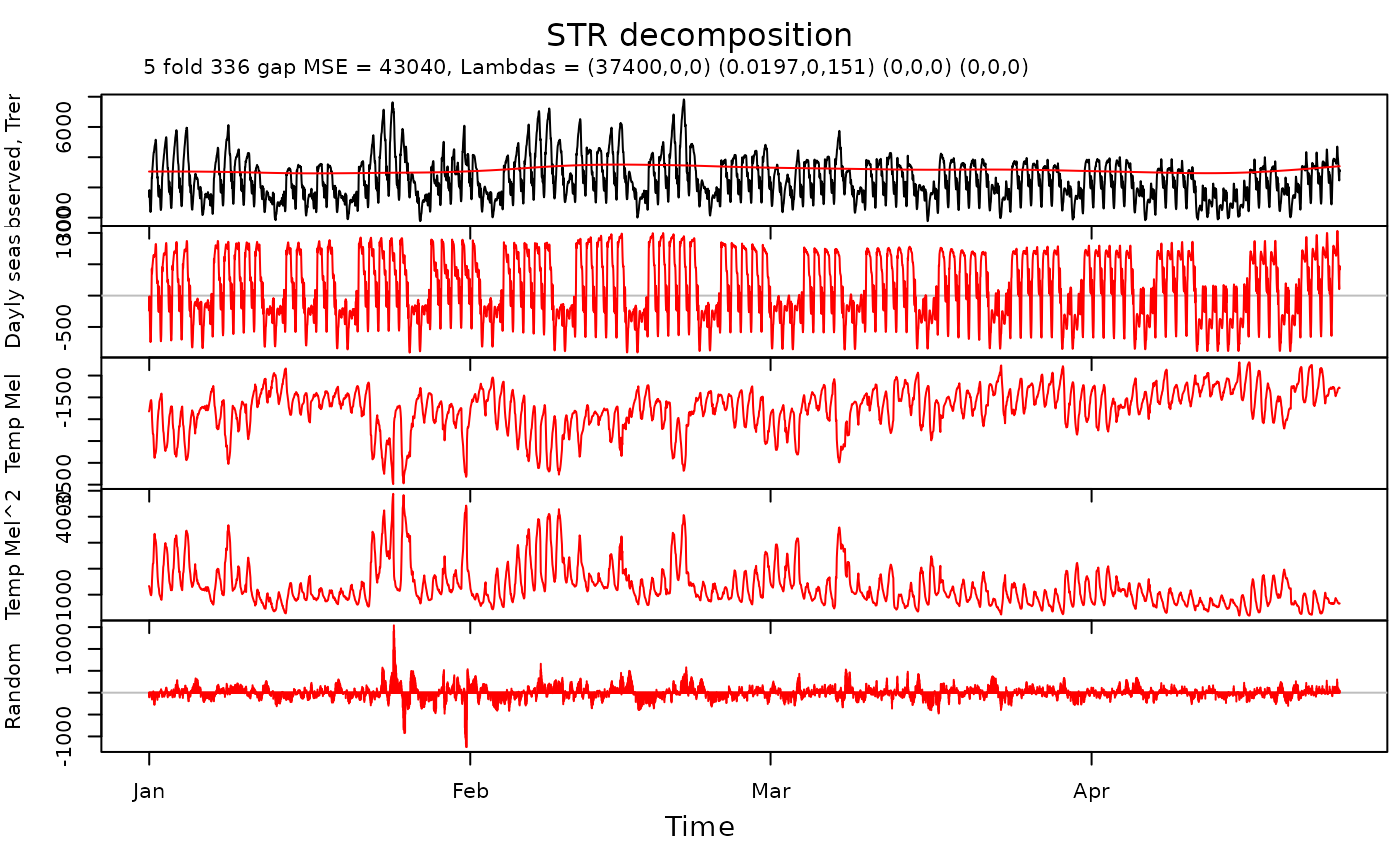 STR decomposition
5 fold 336 gap MSE = 43040, Lambdas = (37400,0,0) (0.0197,0,151) (0,0,0) (0,0,0)
6000
bserved, Trer
Dayly seas
-500
Temp Mel
-1500
Temp Mel^2
4000
1000
Random
1000
-1000
Jan Feb Mar Apr
Time